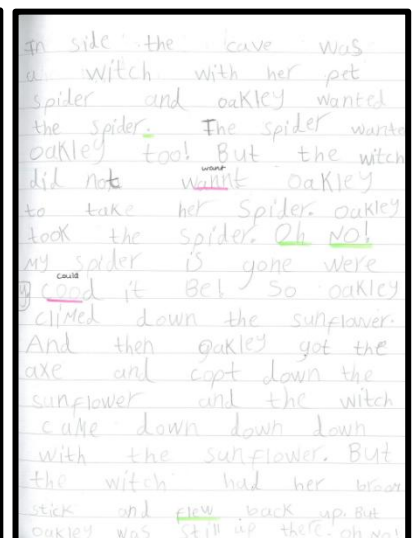 In side the cave was
a witch with her pet
spider and oakley wanted
the spider. The spider wante
oakley too! But the witch
want
did not wannt oakley
to take her spider. oakley
took the spider. Oh NO!
My spider is gone were
could
cood it Be! So oakley
climed down the sunflawer.
And then oakley got the
axe and copt down the
sunflower and the witch
came down down down
with the sunflower. But
the witch had her broom
stick and flew back up. But
oakley was still up there. oh no!